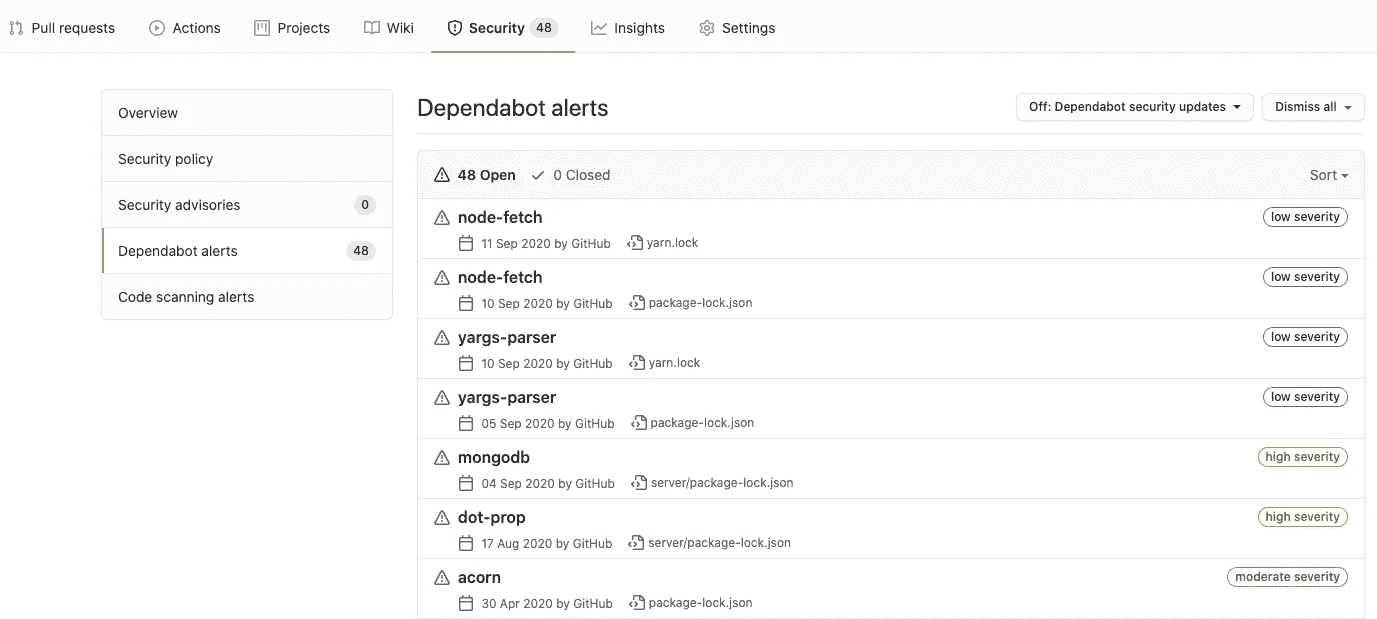 Pull requests Actions Projects Wiki Security 48 Insights Settings
Overview
Security policy
Security advisories 0
Dependabot alerts 48
Code scanning alerts
Dependabot alerts Off: Dependabot security updates Dismiss all
48 Open 0 Closed Sort
node-fetch low severity
11 Sep 2020 by GitHub yarn.lock
node-fetch low severity
10 Sep 2020 by GitHub package-lock.json
yargs-parser low severity
10 Sep 2020 by GitHub yarn.lock
yargs-parser low severity
05 Sep 2020 by GitHub package-lock.json
mongodb high severity
04 Sep 2020 by GitHub server/package-lock.json
dot-prop high severity
17 Aug 2020 by GitHub server/package-lock.json
acorn moderate severity
30 Apr 2020 by GitHub package-lock.json